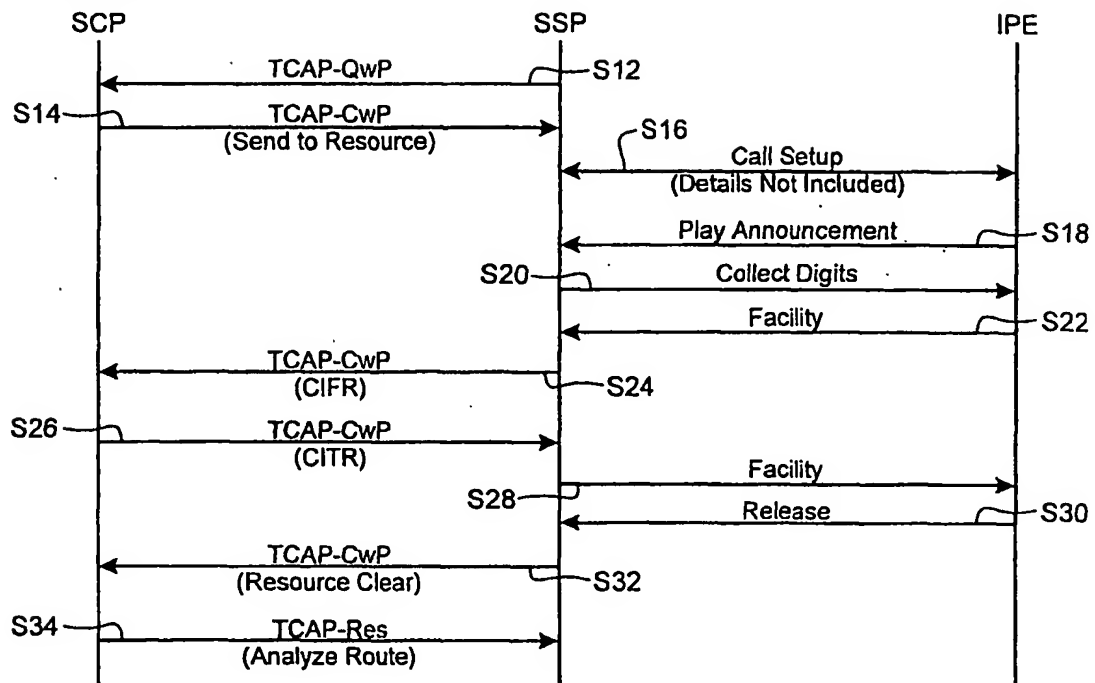 SCP SSP IPE
TCAP-QwP S12
S14 TCAP-CwP
(Send to Resource)
S16
Call Setup
(Details Not Included)
Play Announcement S18
S20 Collect Digits
Facility S22
TCAP-CwP
(CIFR) S24
S26 TCAP-CwP
(CITR)
Facility
S28
Release S30
TCAP-CwP
(Resource Clear) S32
S34 TCAP-Res
(Analyze Route)